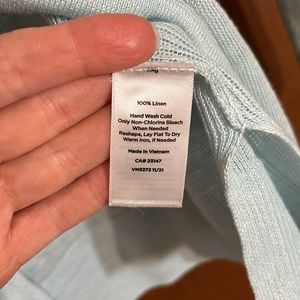 100% Linen
Hand Wash Cold
Only Non-Chlorine Bleach
When Needed
Reshape, Lay Flat To Dry
Warm Iron, If Needed
Made In Vietnam
CA# 23147
VNS272 11/21